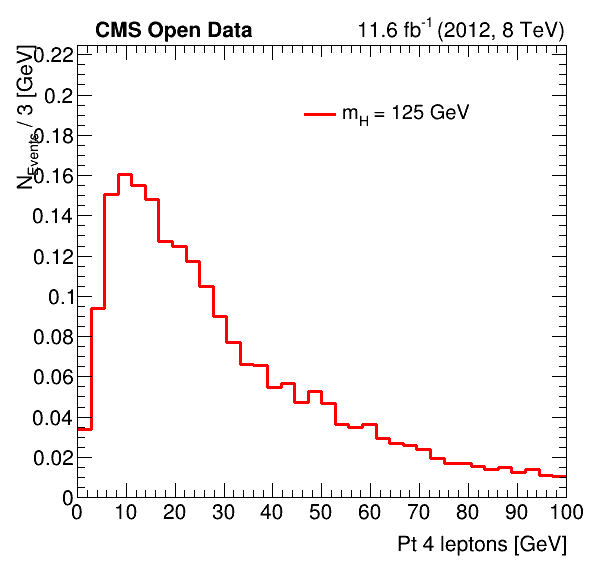 CMS Open Data
11.6 fb-1 (2012, 8 TeV)
NEvents / 3 [GeV]
mH = 125 GeV
0.22
0.2
0.18
0.16
0.14
0.12
0.1
0.08
0.06
0.04
0.02
0
0 10 20 30 40 50 60 70 80 90 100
Pt 4 leptons [GeV]